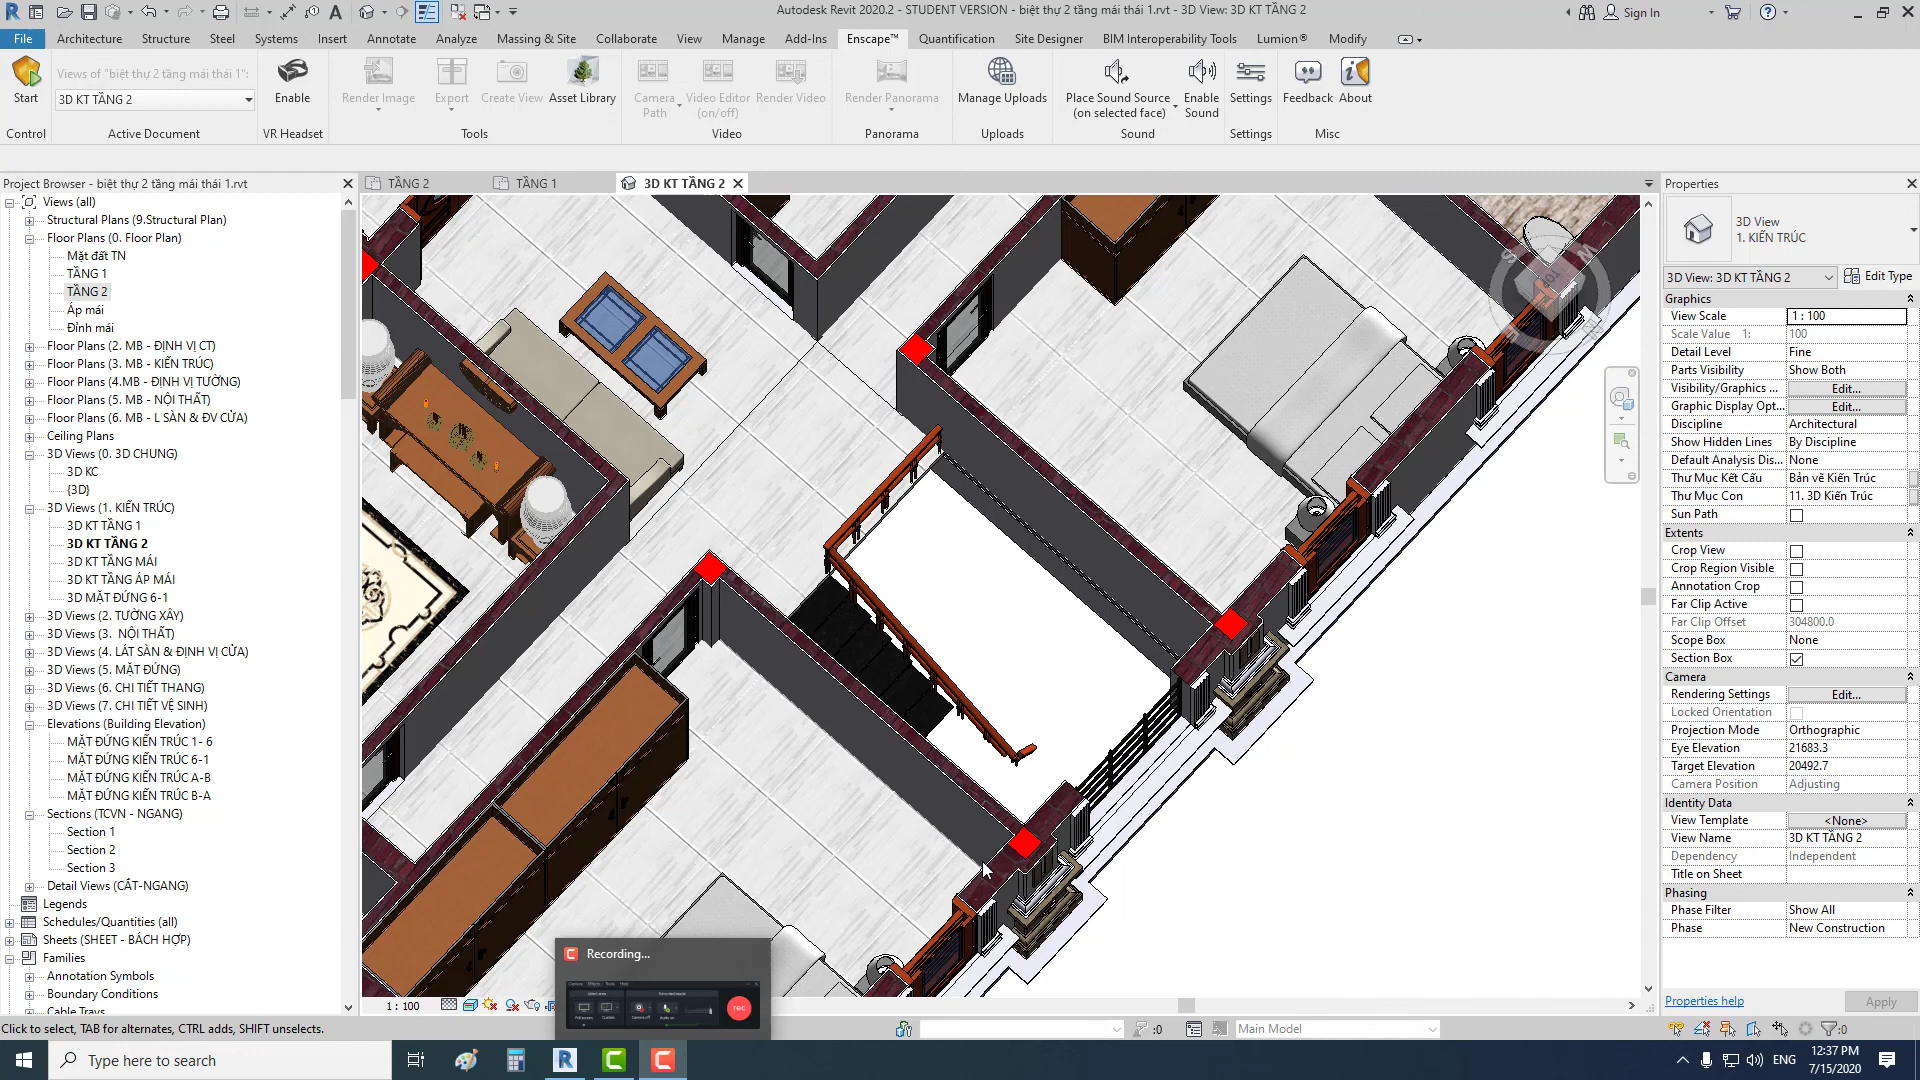 Autodesk Revit 2020.2 - STUDENT VERSION - biệt thự 2 tầng mái thái 1.rvt - 3D View: 3D KT TẦNG 2
Sign In
File Architecture Structure Steel Systems Insert Annotate Analyze Massing & Site Collaborate View Manage Add-Ins Enscape™ Quantification Site Designer BIM Interoperability Tools Lumion® Modify
Views of "biệt thự 2 tầng mái thái 1":
3D KT TẦNG 2
Start
Enable
Render Image
Export
Create View
Asset Library
Camera Path
Video Editor (on/off)
Render Video
Render Panorama
Manage Uploads
Place Sound Source (on selected face)
Enable Sound
Settings
Feedback
About
Control
Active Document
VR Headset
Tools
Video
Panorama
Uploads
Sound
Settings
Misc
Project Browser - biệt thự 2 tầng mái thái 1.rvt
Views (all)
Structural Plans (9.Structural Plan)
Floor Plans (0. Floor Plan)
Mặt đất TN
TẦNG 1
TẦNG 2
Áp mái
Đỉnh mái
Floor Plans (2. MB - ĐỊNH VỊ CT)
Floor Plans (3. MB - KIẾN TRÚC)
Floor Plans (4.MB - ĐỊNH VỊ TƯỜNG)
Floor Plans (5. MB - NỘI THẤT)
Floor Plans (6. MB - L SÀN & ĐV CỬA)
Ceiling Plans
3D Views (0. 3D CHUNG)
3D KC
{3D}
3D Views (1. KIẾN TRÚC)
3D KT TẦNG 1
3D KT TẦNG 2
3D KT TẦNG MÁI
3D KT TẦNG ÁP MÁI
3D MẶT ĐỨNG 6-1
3D Views (2. TƯỜNG XÂY)
3D Views (3.  NỘI THẤT)
3D Views (4. LÁT SÀN & ĐỊNH VỊ CỬA)
3D Views (5. MẶT ĐỨNG)
3D Views (6. CHI TIẾT THANG)
3D Views (7. CHI TIẾT VỆ SINH)
Elevations (Building Elevation)
MẶT ĐỨNG KIẾN TRÚC 1- 6
MẶT ĐỨNG KIẾN TRÚC 6-1
MẶT ĐỨNG KIẾN TRÚC A-B
MẶT ĐỨNG KIẾN TRÚC B-A
Sections (TCVN - NGANG)
Section 1
Section 2
Section 3
Detail Views (CẮT-NGANG)
Legends
Schedules/Quantities (all)
Sheets (SHEET - BÁCH HỢP)
Families
Annotation Symbols
Boundary Conditions
Cable Trays
TẦNG 2
TẦNG 1
3D KT TẦNG 2
Recording...
rec
1 : 100
Properties
3D View
1. KIẾN TRÚC
3D View: 3D KT TẦNG 2
Edit Type
Graphics
View Scale 1 : 100
Scale Value 1: 100
Detail Level Fine
Parts Visibility Show Both
Visibility/Graphics ... Edit...
Graphic Display Opt... Edit...
Discipline Architectural
Show Hidden Lines By Discipline
Default Analysis Dis... None
Thư Mục Kết Cấu Bản vẽ Kiến Trúc
Thư Mục Con 11. 3D Kiến Trúc
Sun Path
Extents
Crop View
Crop Region Visible
Annotation Crop
Far Clip Active
Far Clip Offset 304800.0
Scope Box None
Section Box
Camera
Rendering Settings Edit...
Locked Orientation
Projection Mode Orthographic
Eye Elevation 21683.3
Target Elevation 20492.7
Camera Position Adjusting
Identity Data
View Template <None>
View Name 3D KT TẦNG 2
Dependency Independent
Title on Sheet
Phasing
Phase Filter Show All
Phase New Construction
Properties help
Apply
Click to select, TAB for alternates, CTRL adds, SHIFT unselects.
:0
Main Model
:0
Type here to search
ENG
12:37 PM
7/15/2020